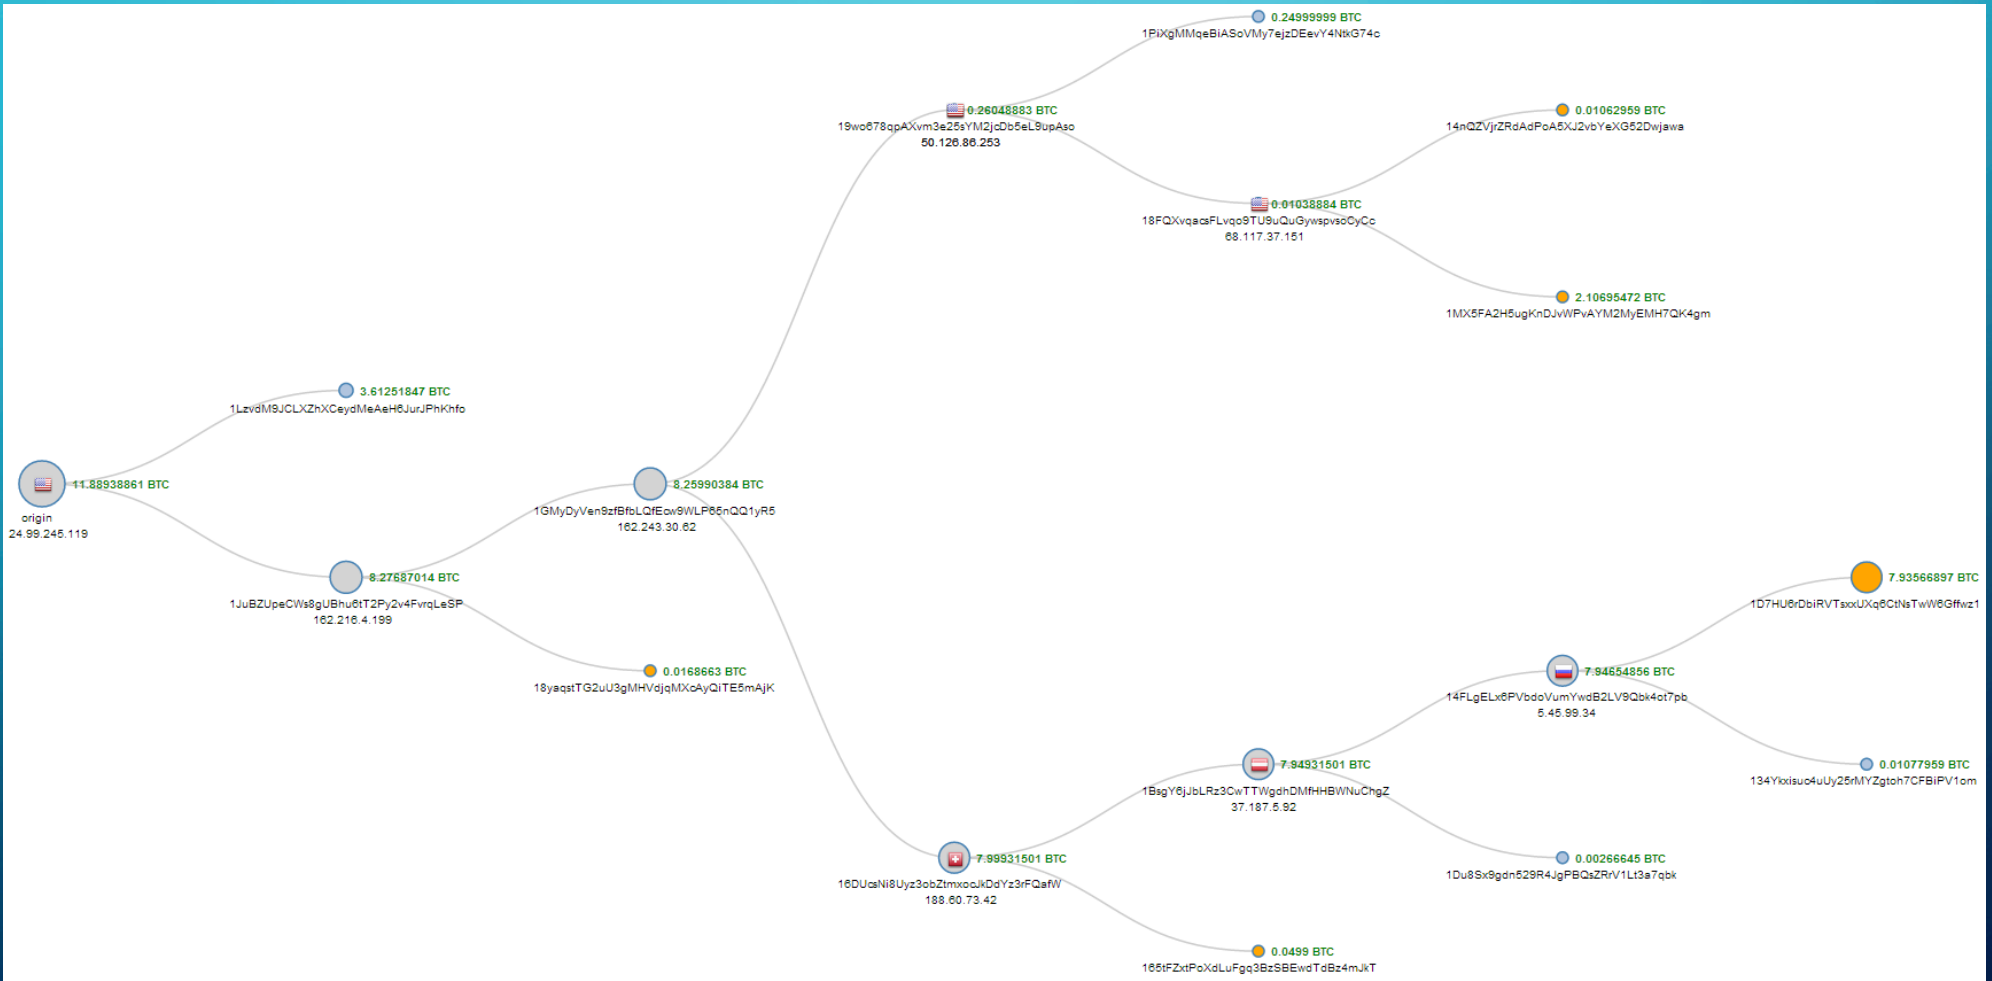 0.24999999 BTC
1PiXgMMqeBiASoVMy7ejzDEevY4NtkG74c
0.26048883 BTC
19wo678qpAXvm3e25sYM2jcDb5eL9upAso
50.126.86.253
0.01062959 BTC
14nQZVjrZRdAdPoA5XJ2vbYeXG52Dwjawa
0.01038884 BTC
18FQXvqacsFLvqo9TU9uQuGywspvsoCyCc
68.117.37.151
2.10695472 BTC
1MX5FA2H5ugKnDJvWPvAYM2MyEMH7QK4gm
3.61251847 BTC
1LzvdM9JCLXZhXCeydMeAeH6JurJPhKhfo
11.88938861 BTC
origin
24.99.245.119
8.25990384 BTC
1GMyDyVen9zfBfbLQfEcw9WLP65nQQ1yR5
162.243.30.62
8.27687014 BTC
1JuBZUpeCWs8gUBhu6tT2Py2v4FvrqLeSP
162.216.4.199
7.93566897 BTC
1D7HU6rDbiRVTsxxUXq6CtNsTwW6Gffwz1
0.0168663 BTC
18yaqstTG2uU3gMHVdjqMXcAyQiTE5mAjK
7.94654856 BTC
14FLgELx6PVbdoVumYwdB2LV9Qbk4ot7pb
5.45.99.34
7.94931501 BTC
1BsgY6jJbLRz3CwTTWgdhDMfHHBWNuChgZ
37.187.5.92
0.01077959 BTC
134Ykxisuc4uUy25rMYZgtoh7CFBiPV1om
7.99931501 BTC
16DUcsNi8Uyz3obZtmxocJkDdYz3rFQafW
188.60.73.42
0.00266645 BTC
1Du8Sx9gdn529R4JgPBQsZRrV1Lt3a7qbk
0.0499 BTC
165tFZxtPoXdLuFgq3BzSBEwdTdBz4mJkT